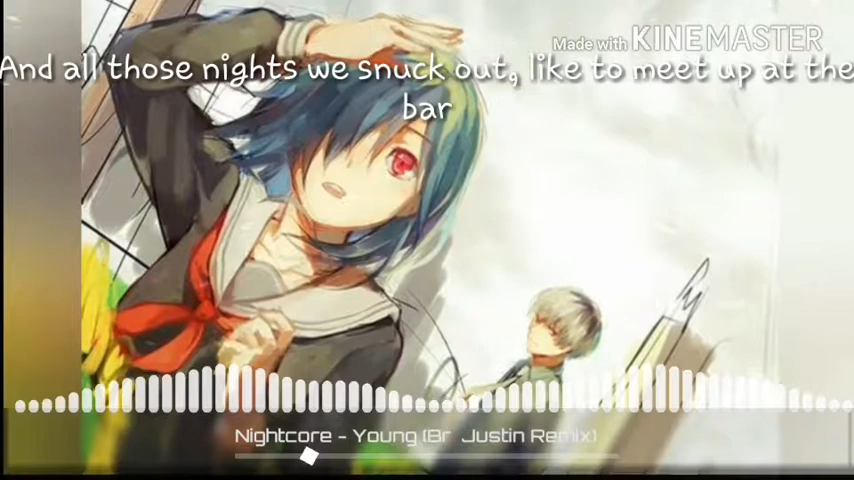 Made with KINEMASTER
And all those nights we snuck out, like to meet up at the
bar
Nightcore - Young (Br  Justin Remix)